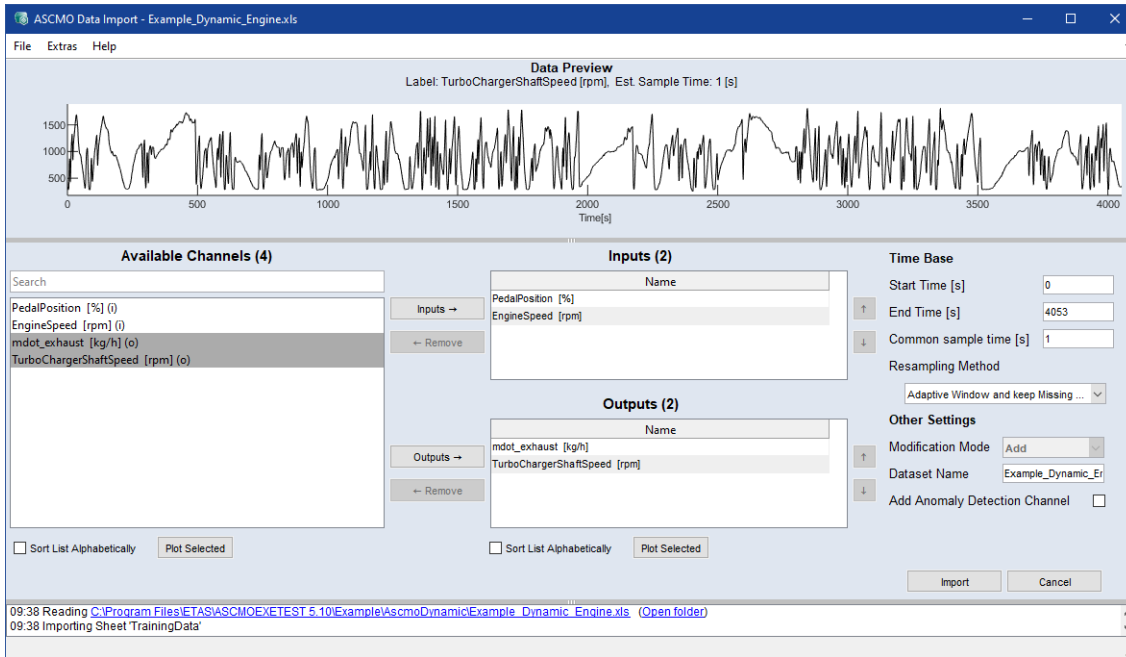 ASCMO Data Import - Example_Dynamic_Engine.xls
File Extras Help
Data Preview
Label: TurboChargerShaftSpeed [rpm], Est. Sample Time: 1 [s]
1500
1000
500
0 500 1000 1500 2000 2500 3000 3500 4000
Time[s]
Available Channels (4)
Search
PedalPosition [%] (i)
EngineSpeed [rpm] (i)
mdot_exhaust [kg/h] (o)
TurboChargerShaftSpeed [rpm] (o)
Sort List Alphabetically Plot Selected
Inputs →
← Remove
Outputs →
← Remove
Inputs (2)
Name
PedalPosition [%]
EngineSpeed [rpm]
↑
↓
Outputs (2)
Name
mdot_exhaust [kg/h]
TurboChargerShaftSpeed [rpm]
↑
↓
Sort List Alphabetically Plot Selected
Time Base
Start Time [s] 0
End Time [s] 4053
Common sample time [s] 1
Resampling Method
Adaptive Window and keep Missing ...
Other Settings
Modification Mode Add
Dataset Name Example_Dynamic_Er
Add Anomaly Detection Channel
Import Cancel
09:38 Reading C:\Program Files\ETAS\ASCMOEXETEST 5.10\Example\AscmoDynamic\Example_Dynamic_Engine.xls (Open folder)
09:38 Importing Sheet 'TrainingData'